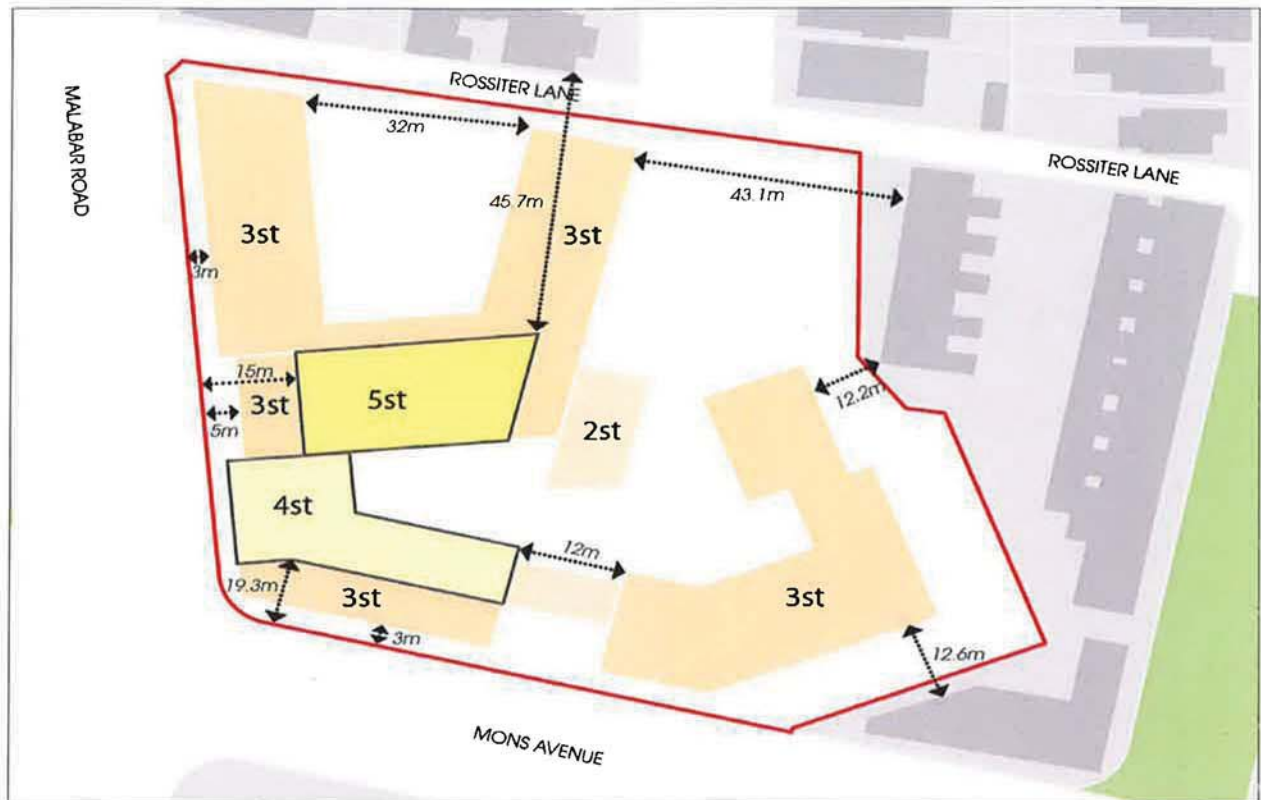 ROSSITER LANE
MALABAR ROAD
32m
ROSSITER LANE
43.1m
45.7m
3st
3st
3m
15m
3st
5st
12.2m
5m
2st
4st
12m
19.3m
3st
3st
3m
12.6m
MONS AVENUE